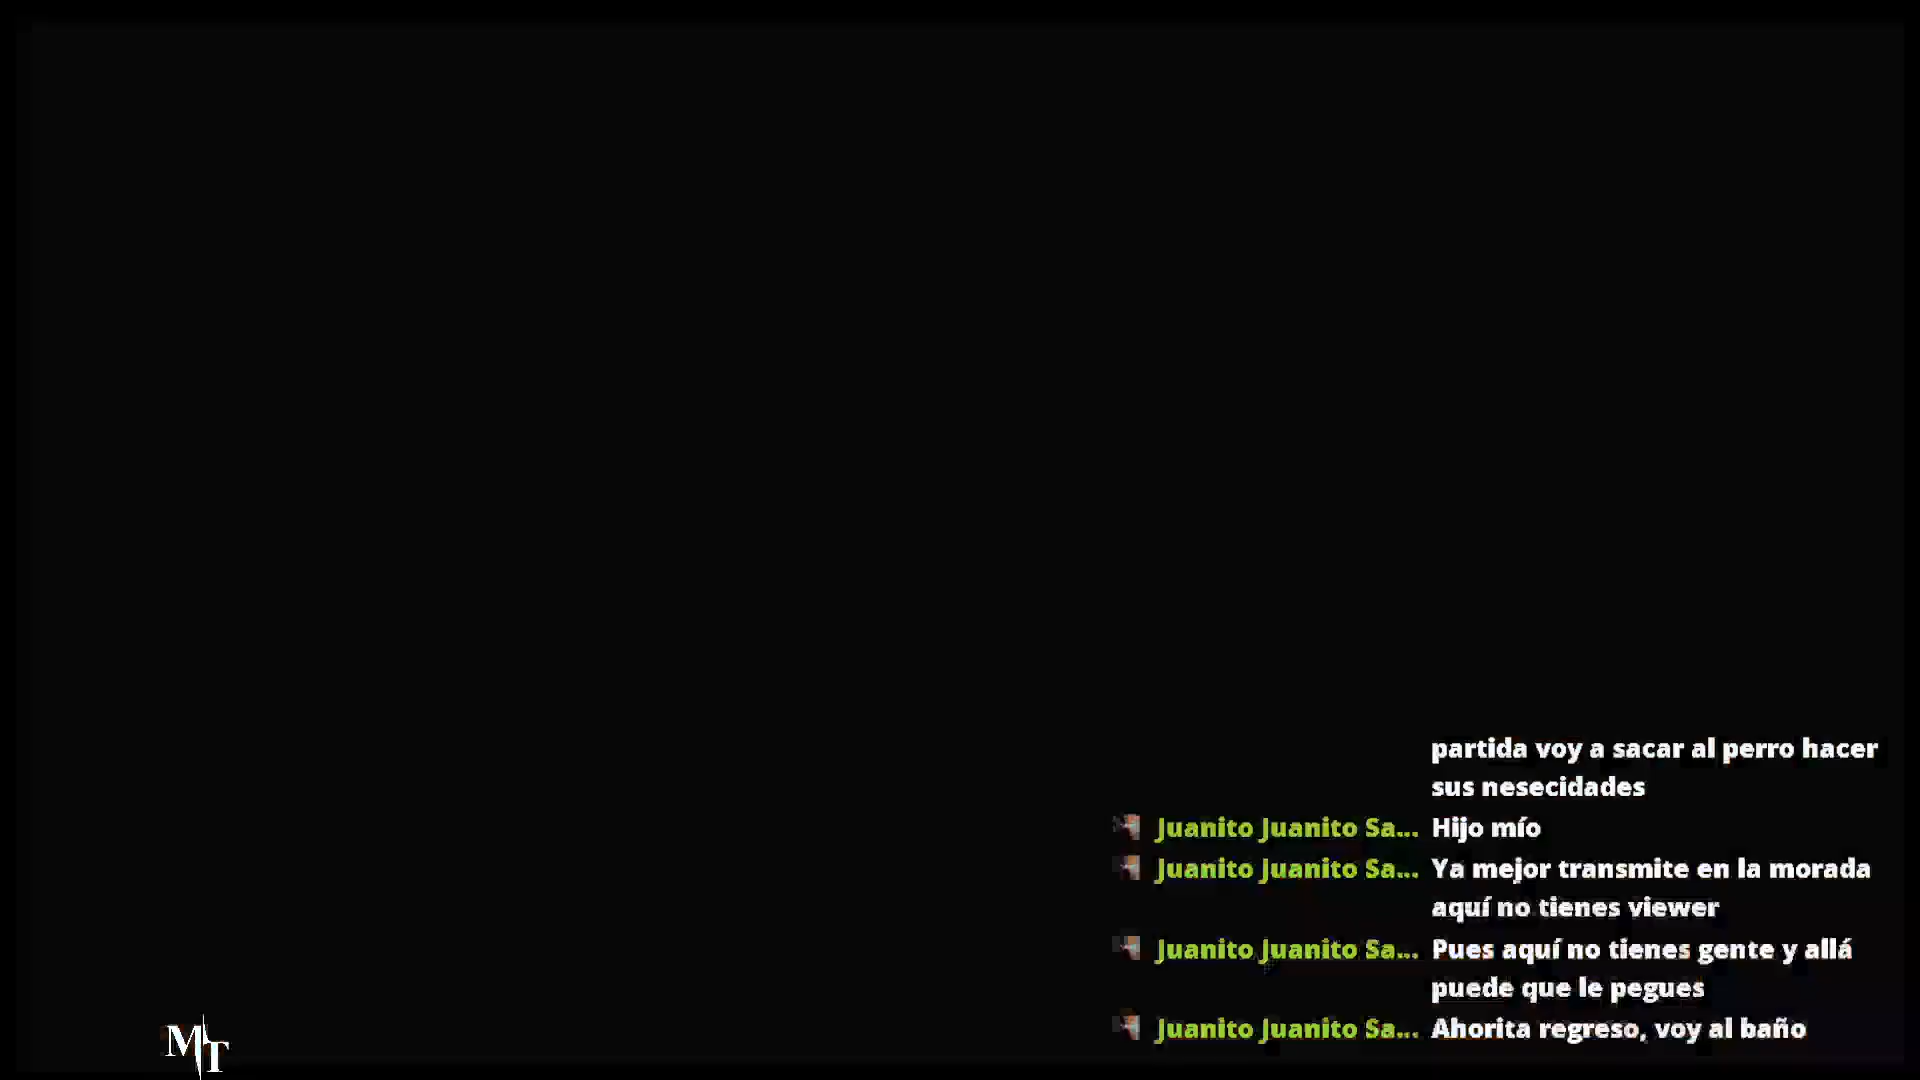 partida voy a sacar al perro hacer
sus nesecidades
Juanito Juanito Sa... Hijo mío
Juanito Juanito Sa... Ya mejor transmite en la morada
aquí no tienes viewer
Juanito Juanito Sa... Pues aquí no tienes gente y allá
puede que le pegues
Juanito Juanito Sa... Ahorita regreso, voy al baño
MT